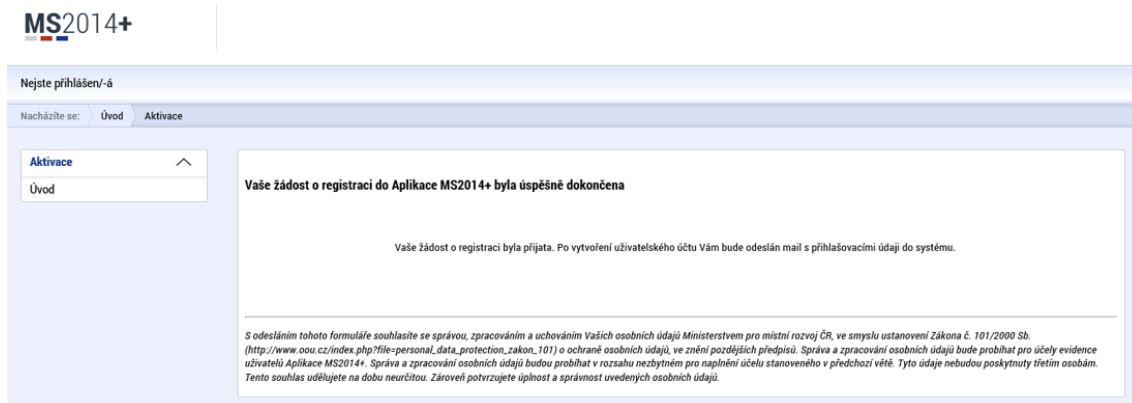 MS2014+
Nejste přihlášen/-á
Nacházíte se: Úvod Aktivace
Aktivace
Úvod
Vaše žádost o registraci do Aplikace MS2014+ byla úspěšně dokončena
Vaše žádost o registraci byla přijata. Po vytvoření uživatelského účtu Vám bude odeslán mail s přihlašovacími údaji do systému.
S odesláním tohoto formuláře souhlasíte se správou, zpracováním a uchováním Vašich osobních údajů Ministerstvem pro místní rozvoj ČR, ve smyslu ustanovení Zákona č. 101/2000 Sb.
(http://www.oou.cz/index.php?file=personal_data_protection_zakon_101) o ochraně osobních údajů, ve znění pozdějších předpisů. Správa a zpracování osobních údajů bude probíhat pro účely evidence
uživatelů Aplikace MS2014+. Správa a zpracování osobních údajů budou probíhat v rozsahu nezbytném pro naplnění účelu stanoveného v předchozí větě. Tyto údaje nebudou poskytnuty třetím osobám.
Tento souhlas udělujete na dobu neurčitou. Zároveň potvrzujete úplnost a správnost uvedených osobních údajů.